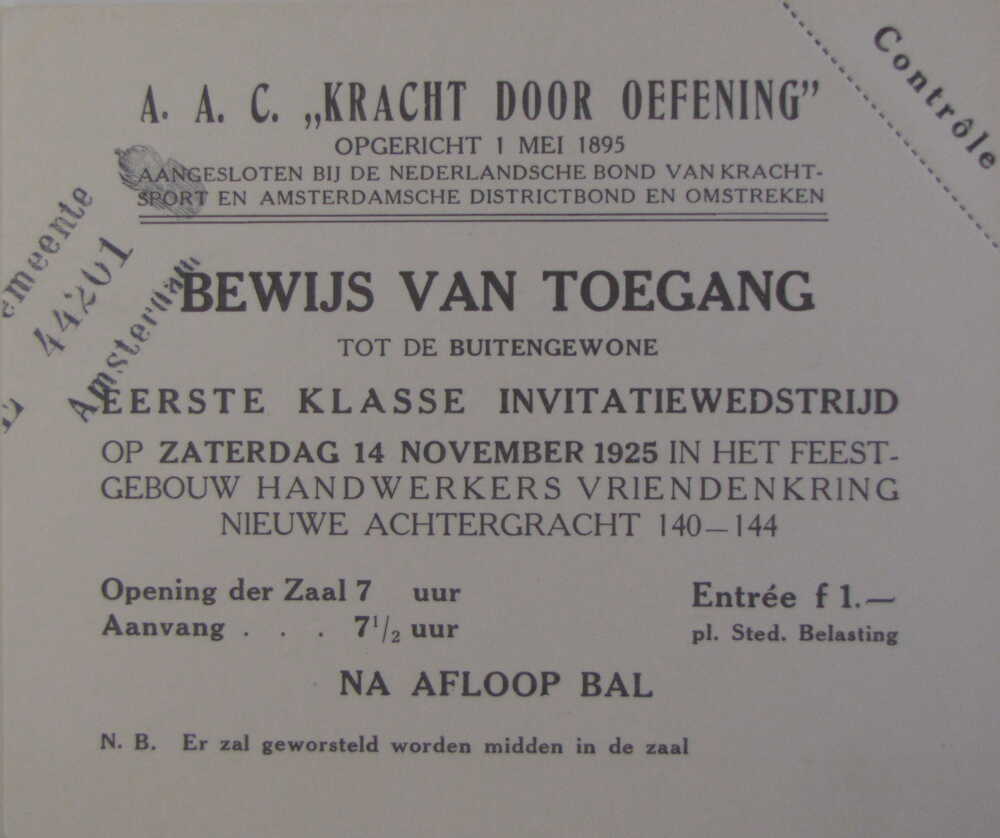 Contrôle
A. A. C. „KRACHT DOOR OEFENING”
OPGERICHT 1 MEI 1895
AANGESLOTEN BIJ DE NEDERLANDSCHE BOND VAN KRACHT-
SPORT EN AMSTERDAMSCHE DISTRICTBOND EN OMSTREKEN
emeente
44201
Amsterdam
BEWIJS VAN TOEGANG
TOT DE BUITENGEWONE
EERSTE KLASSE INVITATIEWEDSTRIJD
OP ZATERDAG 14 NOVEMBER 1925 IN HET FEEST-
GEBOUW HANDWERKERS VRIENDENKRING
NIEUWE ACHTERGRACHT 140—144
Opening der Zaal 7 uur
Aanvang . . . 7 1/2 uur
Entrée f 1.—
pl. Sted. Belasting
NA AFLOOP BAL
N. B. Er zal geworsteld worden midden in de zaal